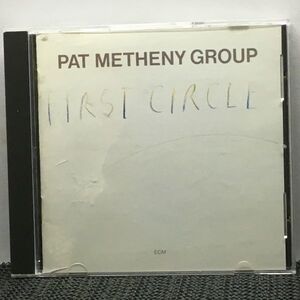 PAT METHENY GROUP
FIRST CIRCLE
ECM